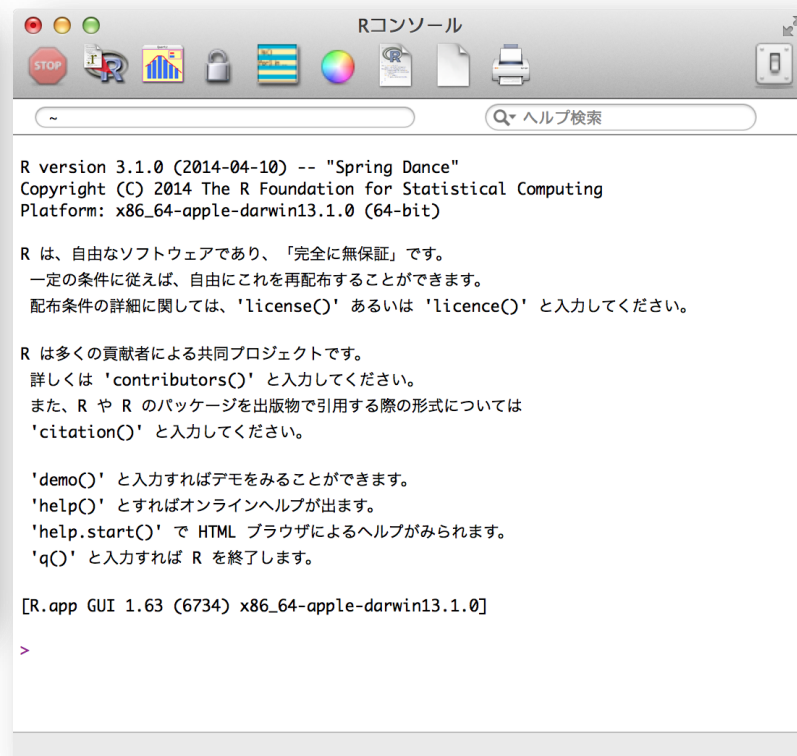 Rコンソール
STOP
R
~
ヘルプ検索
R version 3.1.0 (2014-04-10) -- "Spring Dance"
Copyright (C) 2014 The R Foundation for Statistical Computing
Platform: x86_64-apple-darwin13.1.0 (64-bit)
R は、自由なソフトウェアであり、「完全に無保証」です。
一定の条件に従えば、自由にこれを再配布することができます。
配布条件の詳細に関しては、'license()' あるいは 'licence()' と入力してください。
R は多くの貢献者による共同プロジェクトです。
詳しくは 'contributors()' と入力してください。
また、R や R のパッケージを出版物で引用する際の形式については
'citation()' と入力してください。
'demo()' と入力すればデモをみることができます。
'help()' とすればオンラインヘルプが出ます。
'help.start()' で HTML ブラウザによるヘルプがみられます。
'q()' と入力すれば R を終了します。
[R.app GUI 1.63 (6734) x86_64-apple-darwin13.1.0]
>